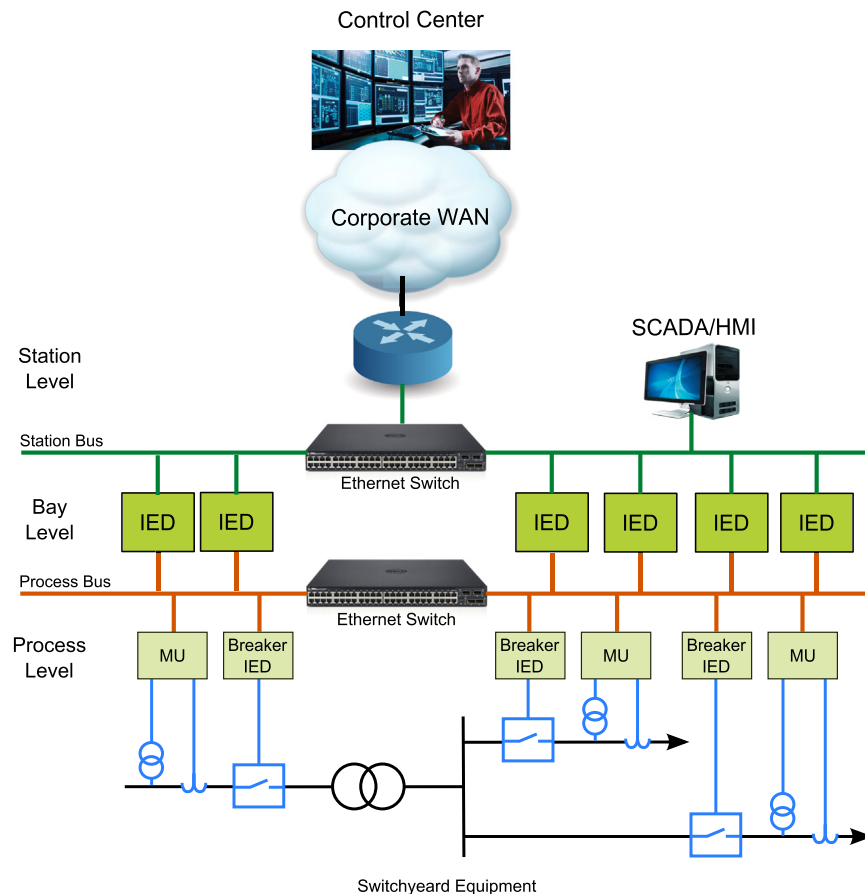 Control Center
Corporate WAN
SCADA/HMI
Station
Level
Station Bus
Ethernet Switch
Bay
Level
IED
IED
IED
IED
IED
IED
Process Bus
Ethernet Switch
Process
Level
MU
Breaker
IED
Breaker
IED
MU
Breaker
IED
MU
Switchyeard Equipment